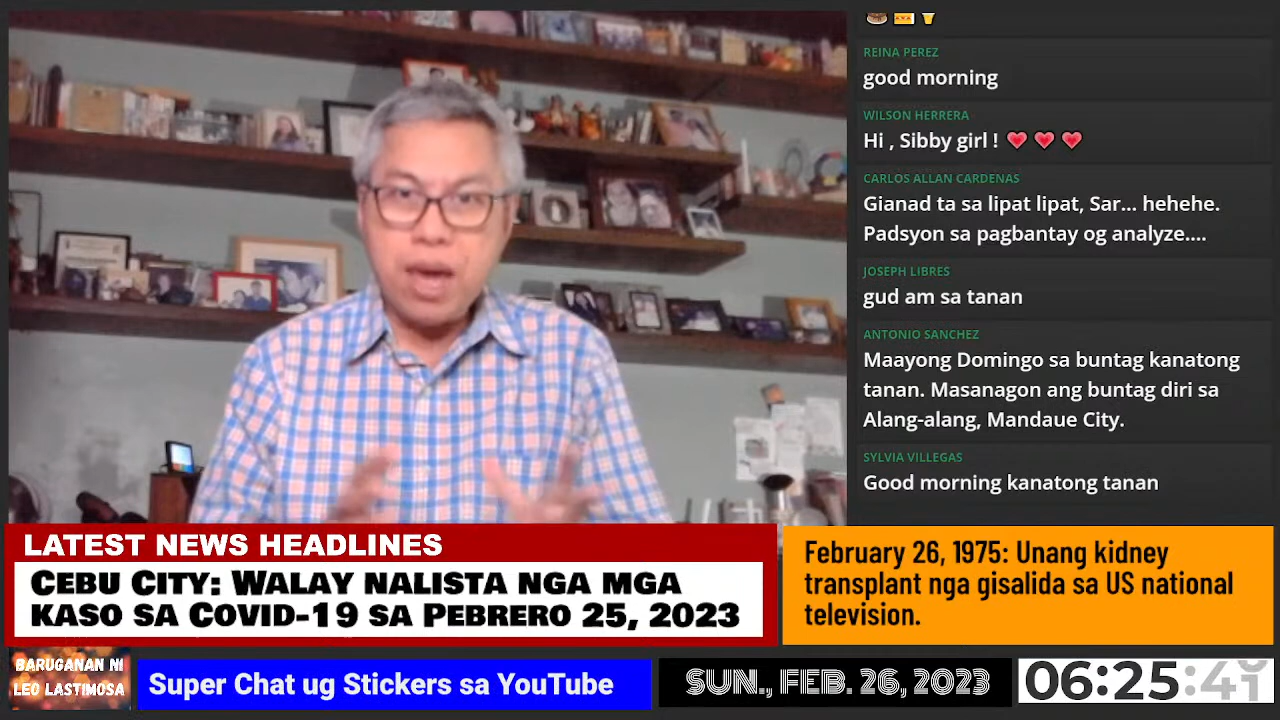 REINA PEREZ
good morning
WILSON HERRERA
Hi , Sibby girl ! ❤ ❤ ❤
CARLOS ALLAN CARDENAS
Gianad ta sa lipat lipat, Sar... hehehe.
Padsyon sa pagbantay og analyze....
JOSEPH LIBRES
gud am sa tanan
ANTONIO SANCHEZ
Maayong Domingo sa buntag kanatong
tanan. Masanagon ang buntag diri sa
Alang-alang, Mandaue City.
SYLVIA VILLEGAS
Good morning kanatong tanan
LATEST NEWS HEADLINES
CEBU CITY: WALAY NALISTA NGA MGA
KASO SA COVID-19 SA PEBRERO 25, 2023
February 26, 1975: Unang kidney
transplant nga gisalida sa US national
television.
BARUGANAN NI
LEO LASTIMOSA
Super Chat ug Stickers sa YouTube
SUN., FEB. 26, 2023
06:25:41